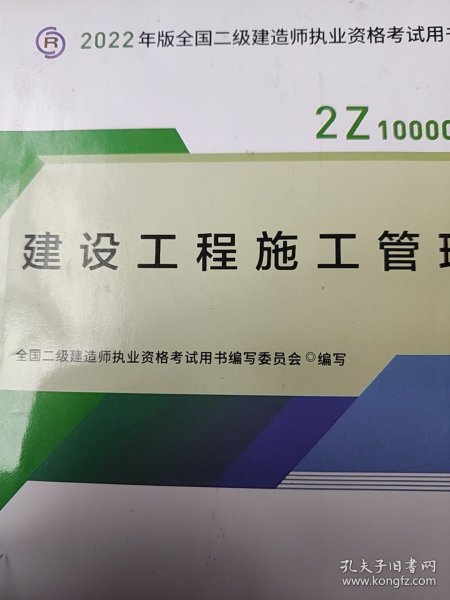 R
2022年版全国二级建造师执业资格考试用
2Z10000
建设工程施工管
全国二级建造师执业资格考试用书编写委员会◎编写
孔夫子旧书网
www.kongfz.com